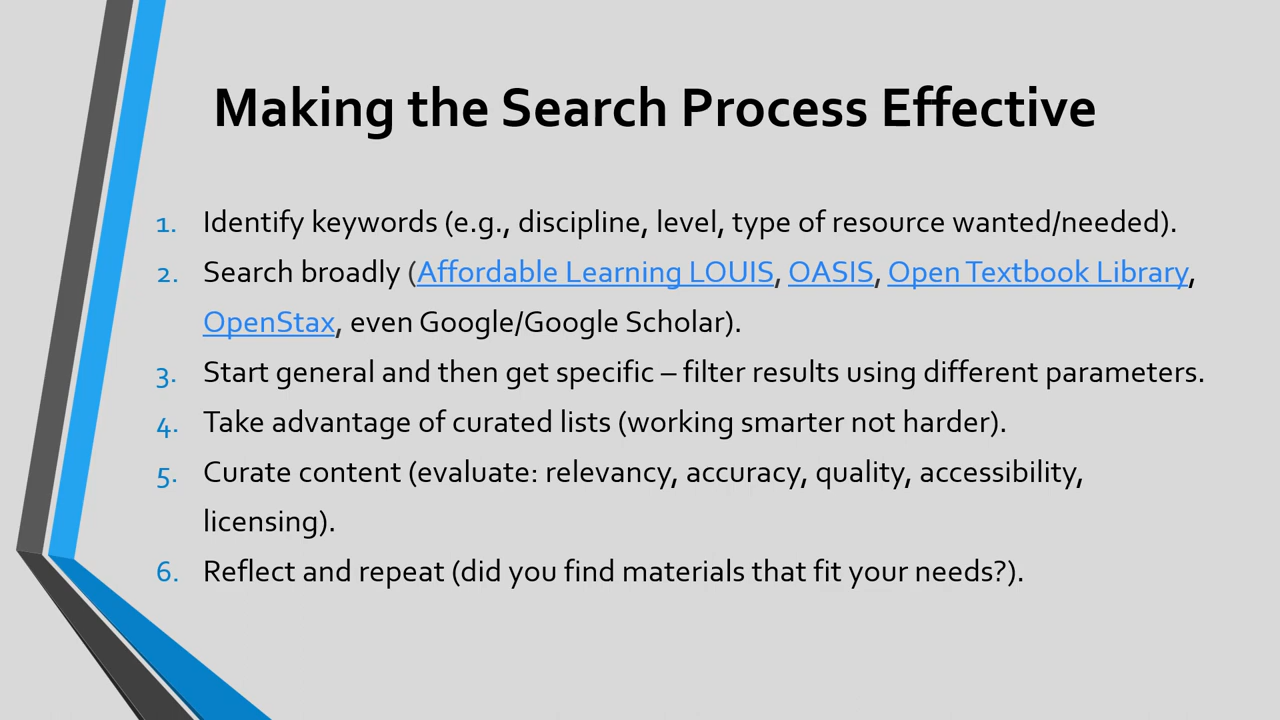 Making the Search Process Effective
1. Identify keywords (e.g., discipline, level, type of resource wanted/needed).
2. Search broadly (Affordable Learning LOUIS, OASIS, Open Textbook Library,
OpenStax, even Google/Google Scholar).
3. Start general and then get specific – filter results using different parameters.
4. Take advantage of curated lists (working smarter not harder).
5. Curate content (evaluate: relevancy, accuracy, quality, accessibility,
licensing).
6. Reflect and repeat (did you find materials that fit your needs?).